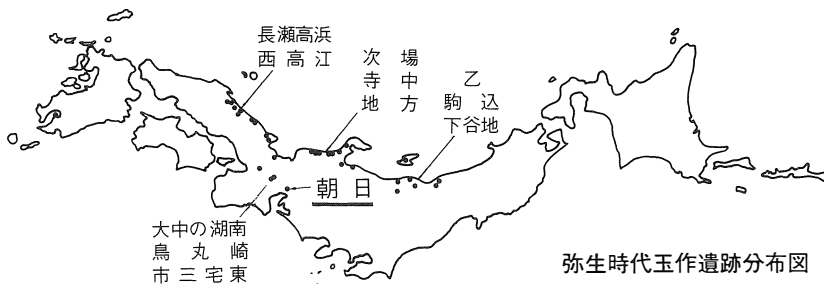 長瀬高浜
西高江
次場
寺中
地方
乙
駒込
下谷地
朝日
大中の湖南
烏丸崎
市三宅東
弥生時代玉作遺跡分布図